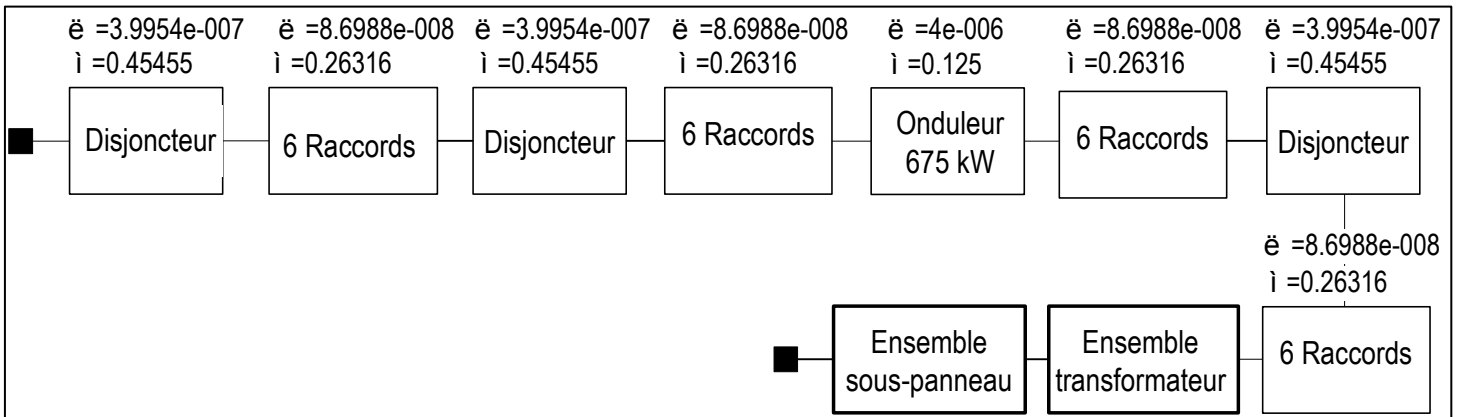 ë =3.9954e-007 ë =8.6988e-008 ë =3.9954e-007 ë =8.6988e-008 ë =4e-006 ë =8.6988e-008 ë =3.9954e-007
ì =0.45455 ì =0.26316 ì =0.45455 ì =0.26316 ì =0.125 ì =0.26316 ì =0.45455
Disjoncteur
6 Raccords
Disjoncteur
6 Raccords
Onduleur
675 kW
6 Raccords
Disjoncteur
ë =8.6988e-008
ì =0.26316
Ensemble
sous-panneau
Ensemble
transformateur
6 Raccords